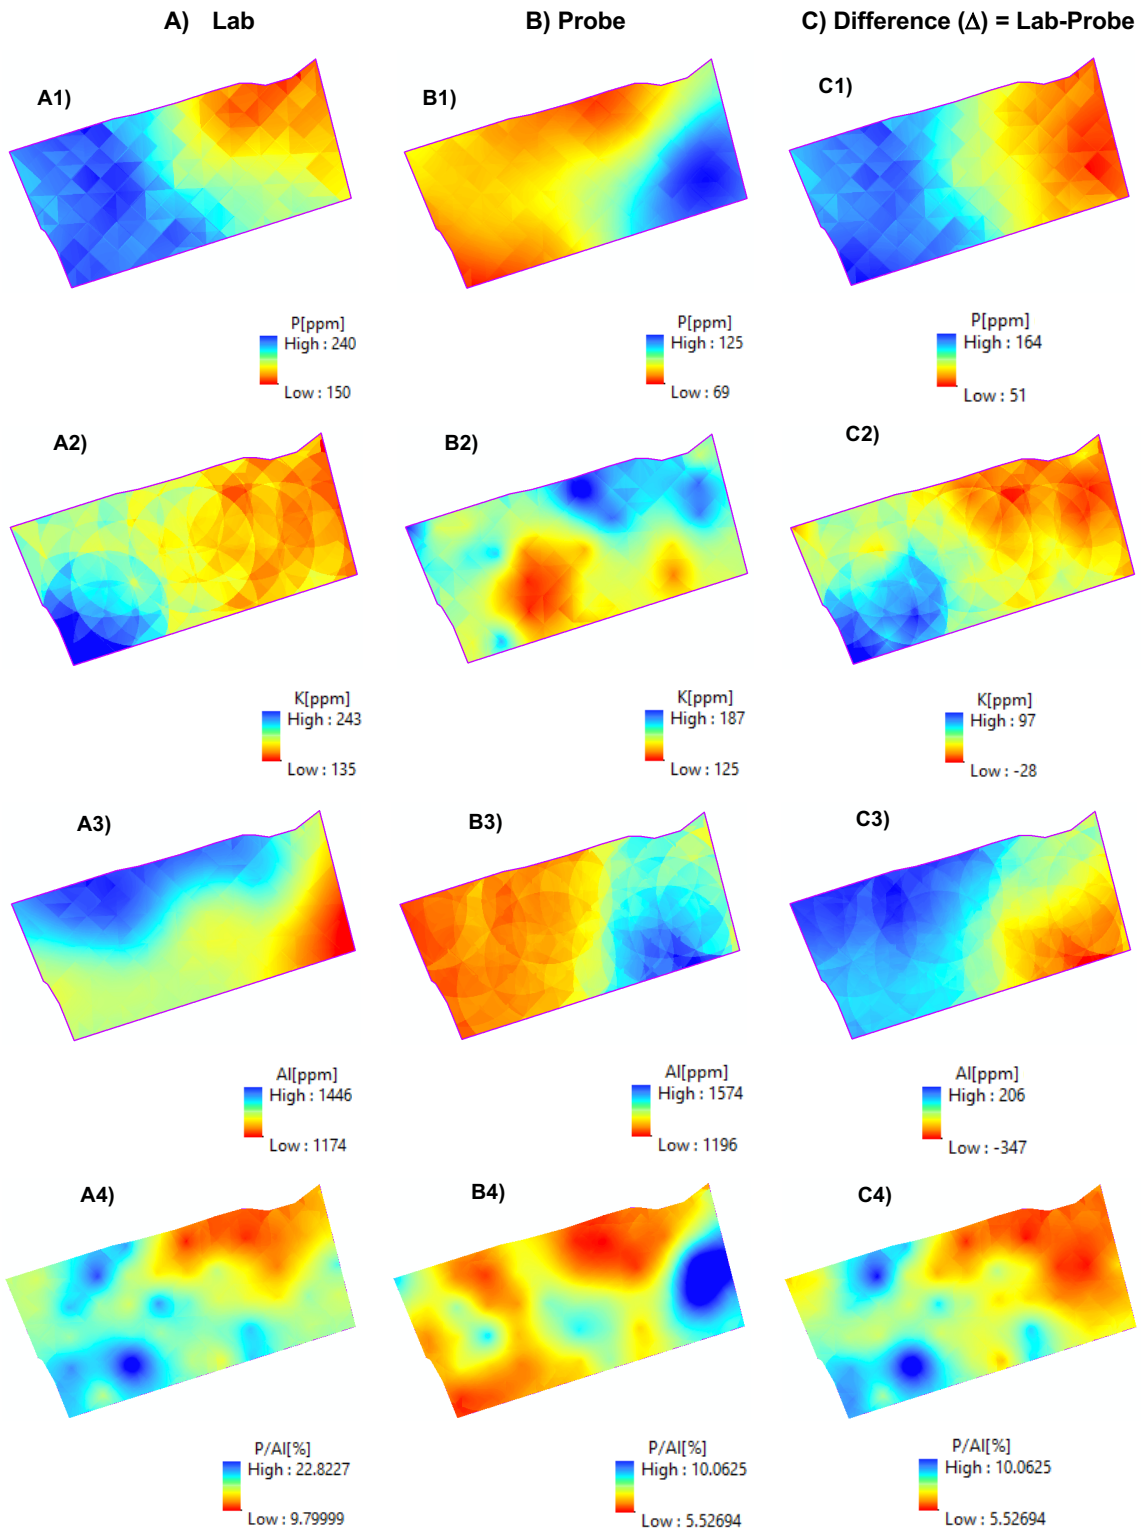 A) Lab
B) Probe
C) Difference (Δ) = Lab-Probe
A1)
B1)
C1)
P[ppm]
High : 240
Low : 150
P[ppm]
High : 125
Low : 69
P[ppm]
High : 164
Low : 51
A2)
B2)
C2)
K[ppm]
High : 243
Low : 135
K[ppm]
High : 187
Low : 125
K[ppm]
High : 97
Low : -28
A3)
B3)
C3)
Al[ppm]
High : 1446
Low : 1174
Al[ppm]
High : 1574
Low : 1196
Al[ppm]
High : 206
Low : -347
A4)
B4)
C4)
P/Al[%]
High : 22.8227
Low : 9.79999
P/Al[%]
High : 10.0625
Low : 5.52694
P/Al[%]
High : 10.0625
Low : 5.52694